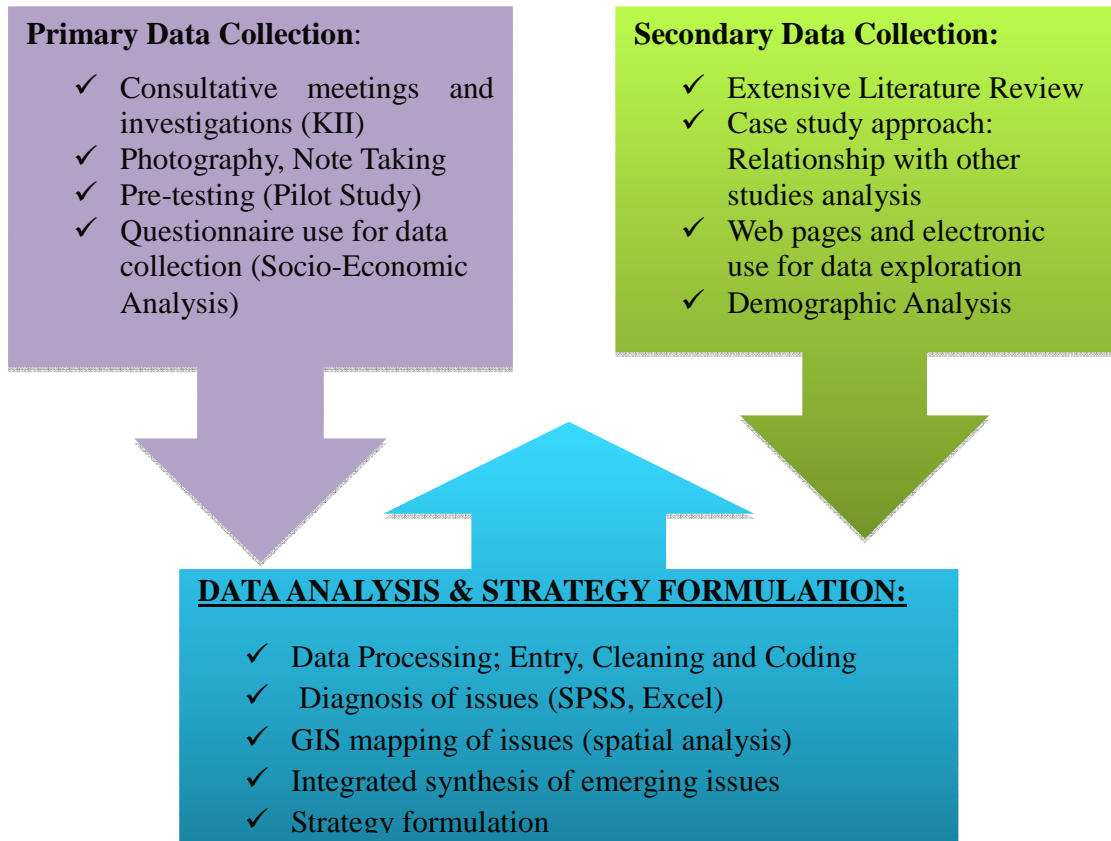 Primary Data Collection:
✓ Consultative meetings and
investigations (KII)
✓ Photography, Note Taking
✓ Pre-testing (Pilot Study)
✓ Questionnaire use for data
collection (Socio-Economic
Analysis)
Secondary Data Collection:
✓ Extensive Literature Review
✓ Case study approach:
Relationship with other
studies analysis
✓ Web pages and electronic
use for data exploration
✓ Demographic Analysis
DATA ANALYSIS & STRATEGY FORMULATION:
✓ Data Processing; Entry, Cleaning and Coding
✓ Diagnosis of issues (SPSS, Excel)
✓ GIS mapping of issues (spatial analysis)
✓ Integrated synthesis of emerging issues
✓ Strategy formulation